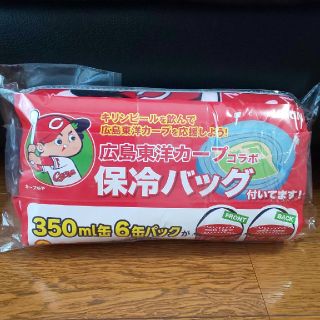 キリンビールを飲んで
広島東洋カープを応援しよう!
広島東洋カープコラボ
保冷バッグ
付いてます!
350ml缶6缶パックが
FRONT
BACK